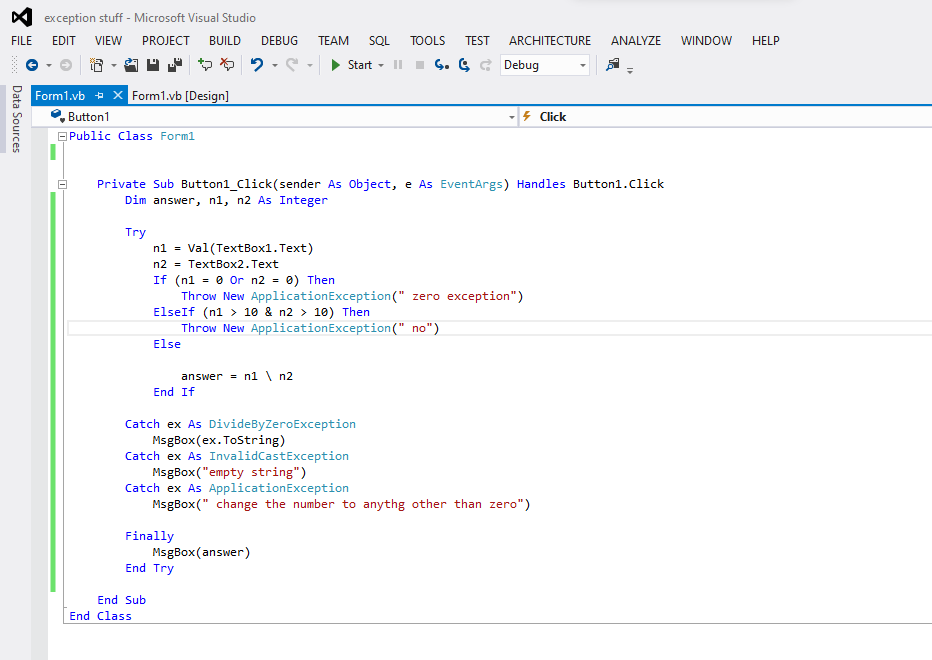 exception stuff - Microsoft Visual Studio
FILE EDIT VIEW PROJECT BUILD DEBUG TEAM SQL TOOLS TEST ARCHITECTURE ANALYZE WINDOW HELP
Start Debug
Data Sources
Form1.vb Form1.vb [Design]
Button1 Click
Public Class Form1
Private Sub Button1_Click(sender As Object, e As EventArgs) Handles Button1.Click
Dim answer, n1, n2 As Integer
Try
n1 = Val(TextBox1.Text)
n2 = TextBox2.Text
If (n1 = 0 Or n2 = 0) Then
Throw New ApplicationException(" zero exception")
ElseIf (n1 > 10 & n2 > 10) Then
Throw New ApplicationException(" no")
Else
answer = n1 \ n2
End If
Catch ex As DivideByZeroException
MsgBox(ex.ToString)
Catch ex As InvalidCastException
MsgBox("empty string")
Catch ex As ApplicationException
MsgBox(" change the number to anythg other than zero")
Finally
MsgBox(answer)
End Try
End Sub
End Class